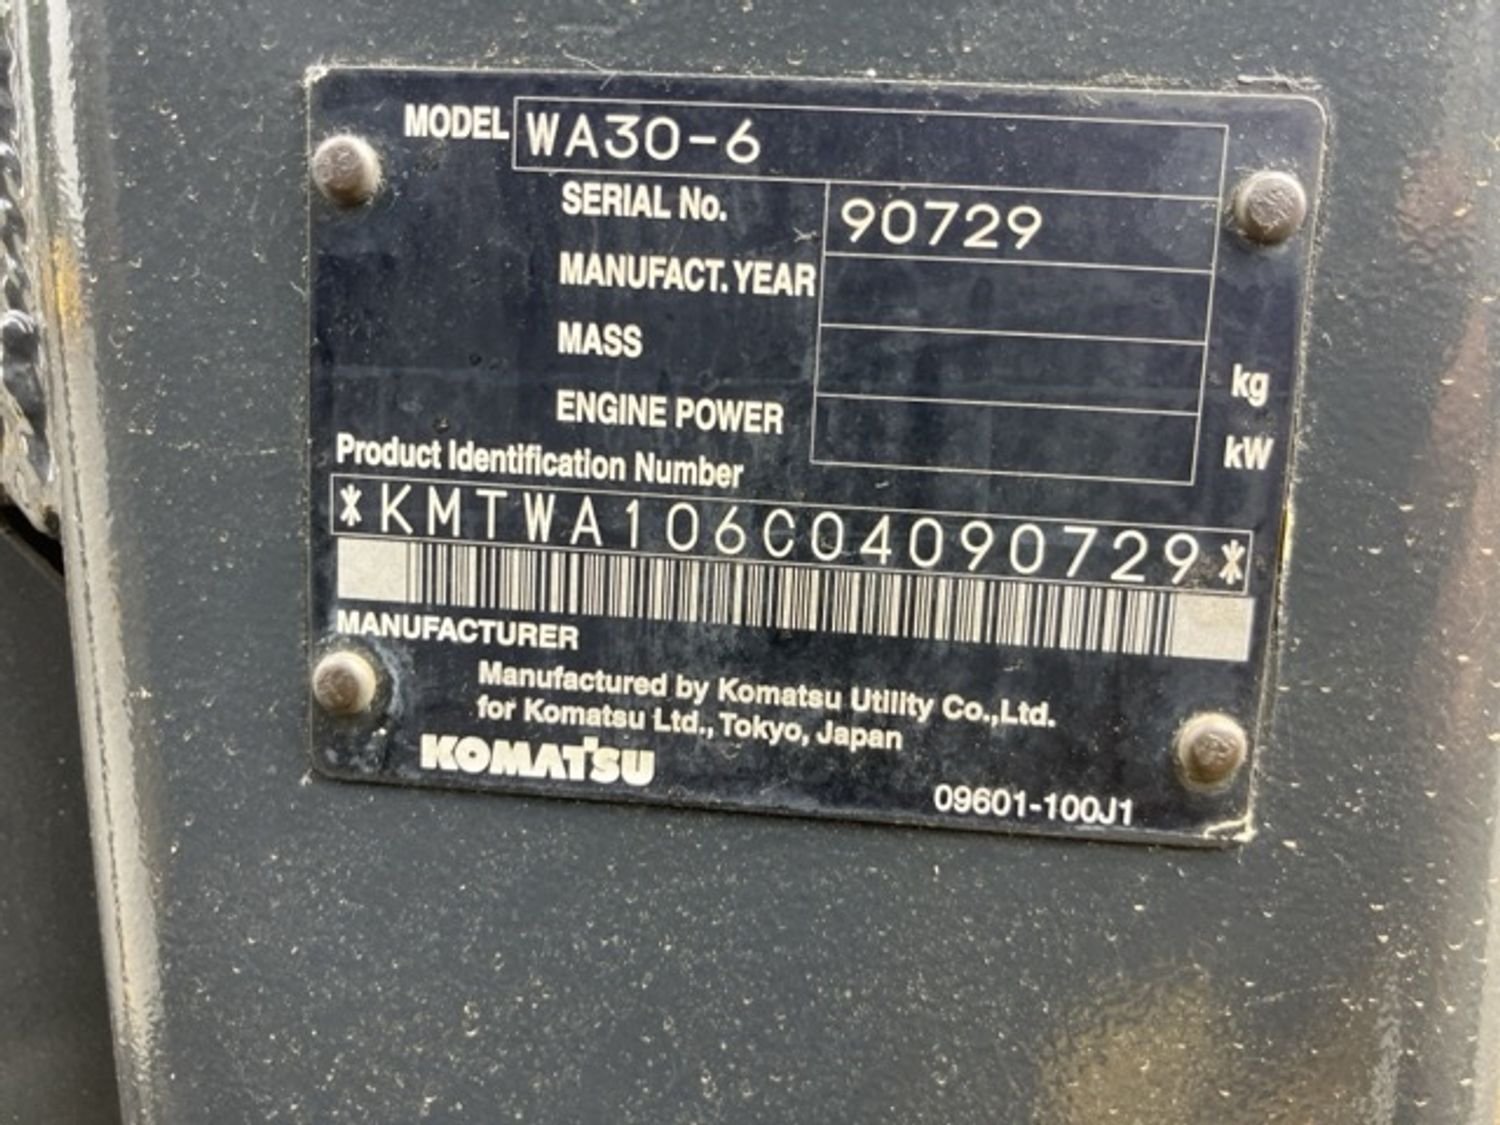 MODEL WA30-6
SERIAL No. 90729
MANUFACT. YEAR
MASS kg
ENGINE POWER kW
Product Identification Number
*KMTWA106C04090729*
MANUFACTURER
Manufactured by Komatsu Utility Co.,Ltd.
for Komatsu Ltd., Tokyo, Japan
KOMATSU
09601-100J1